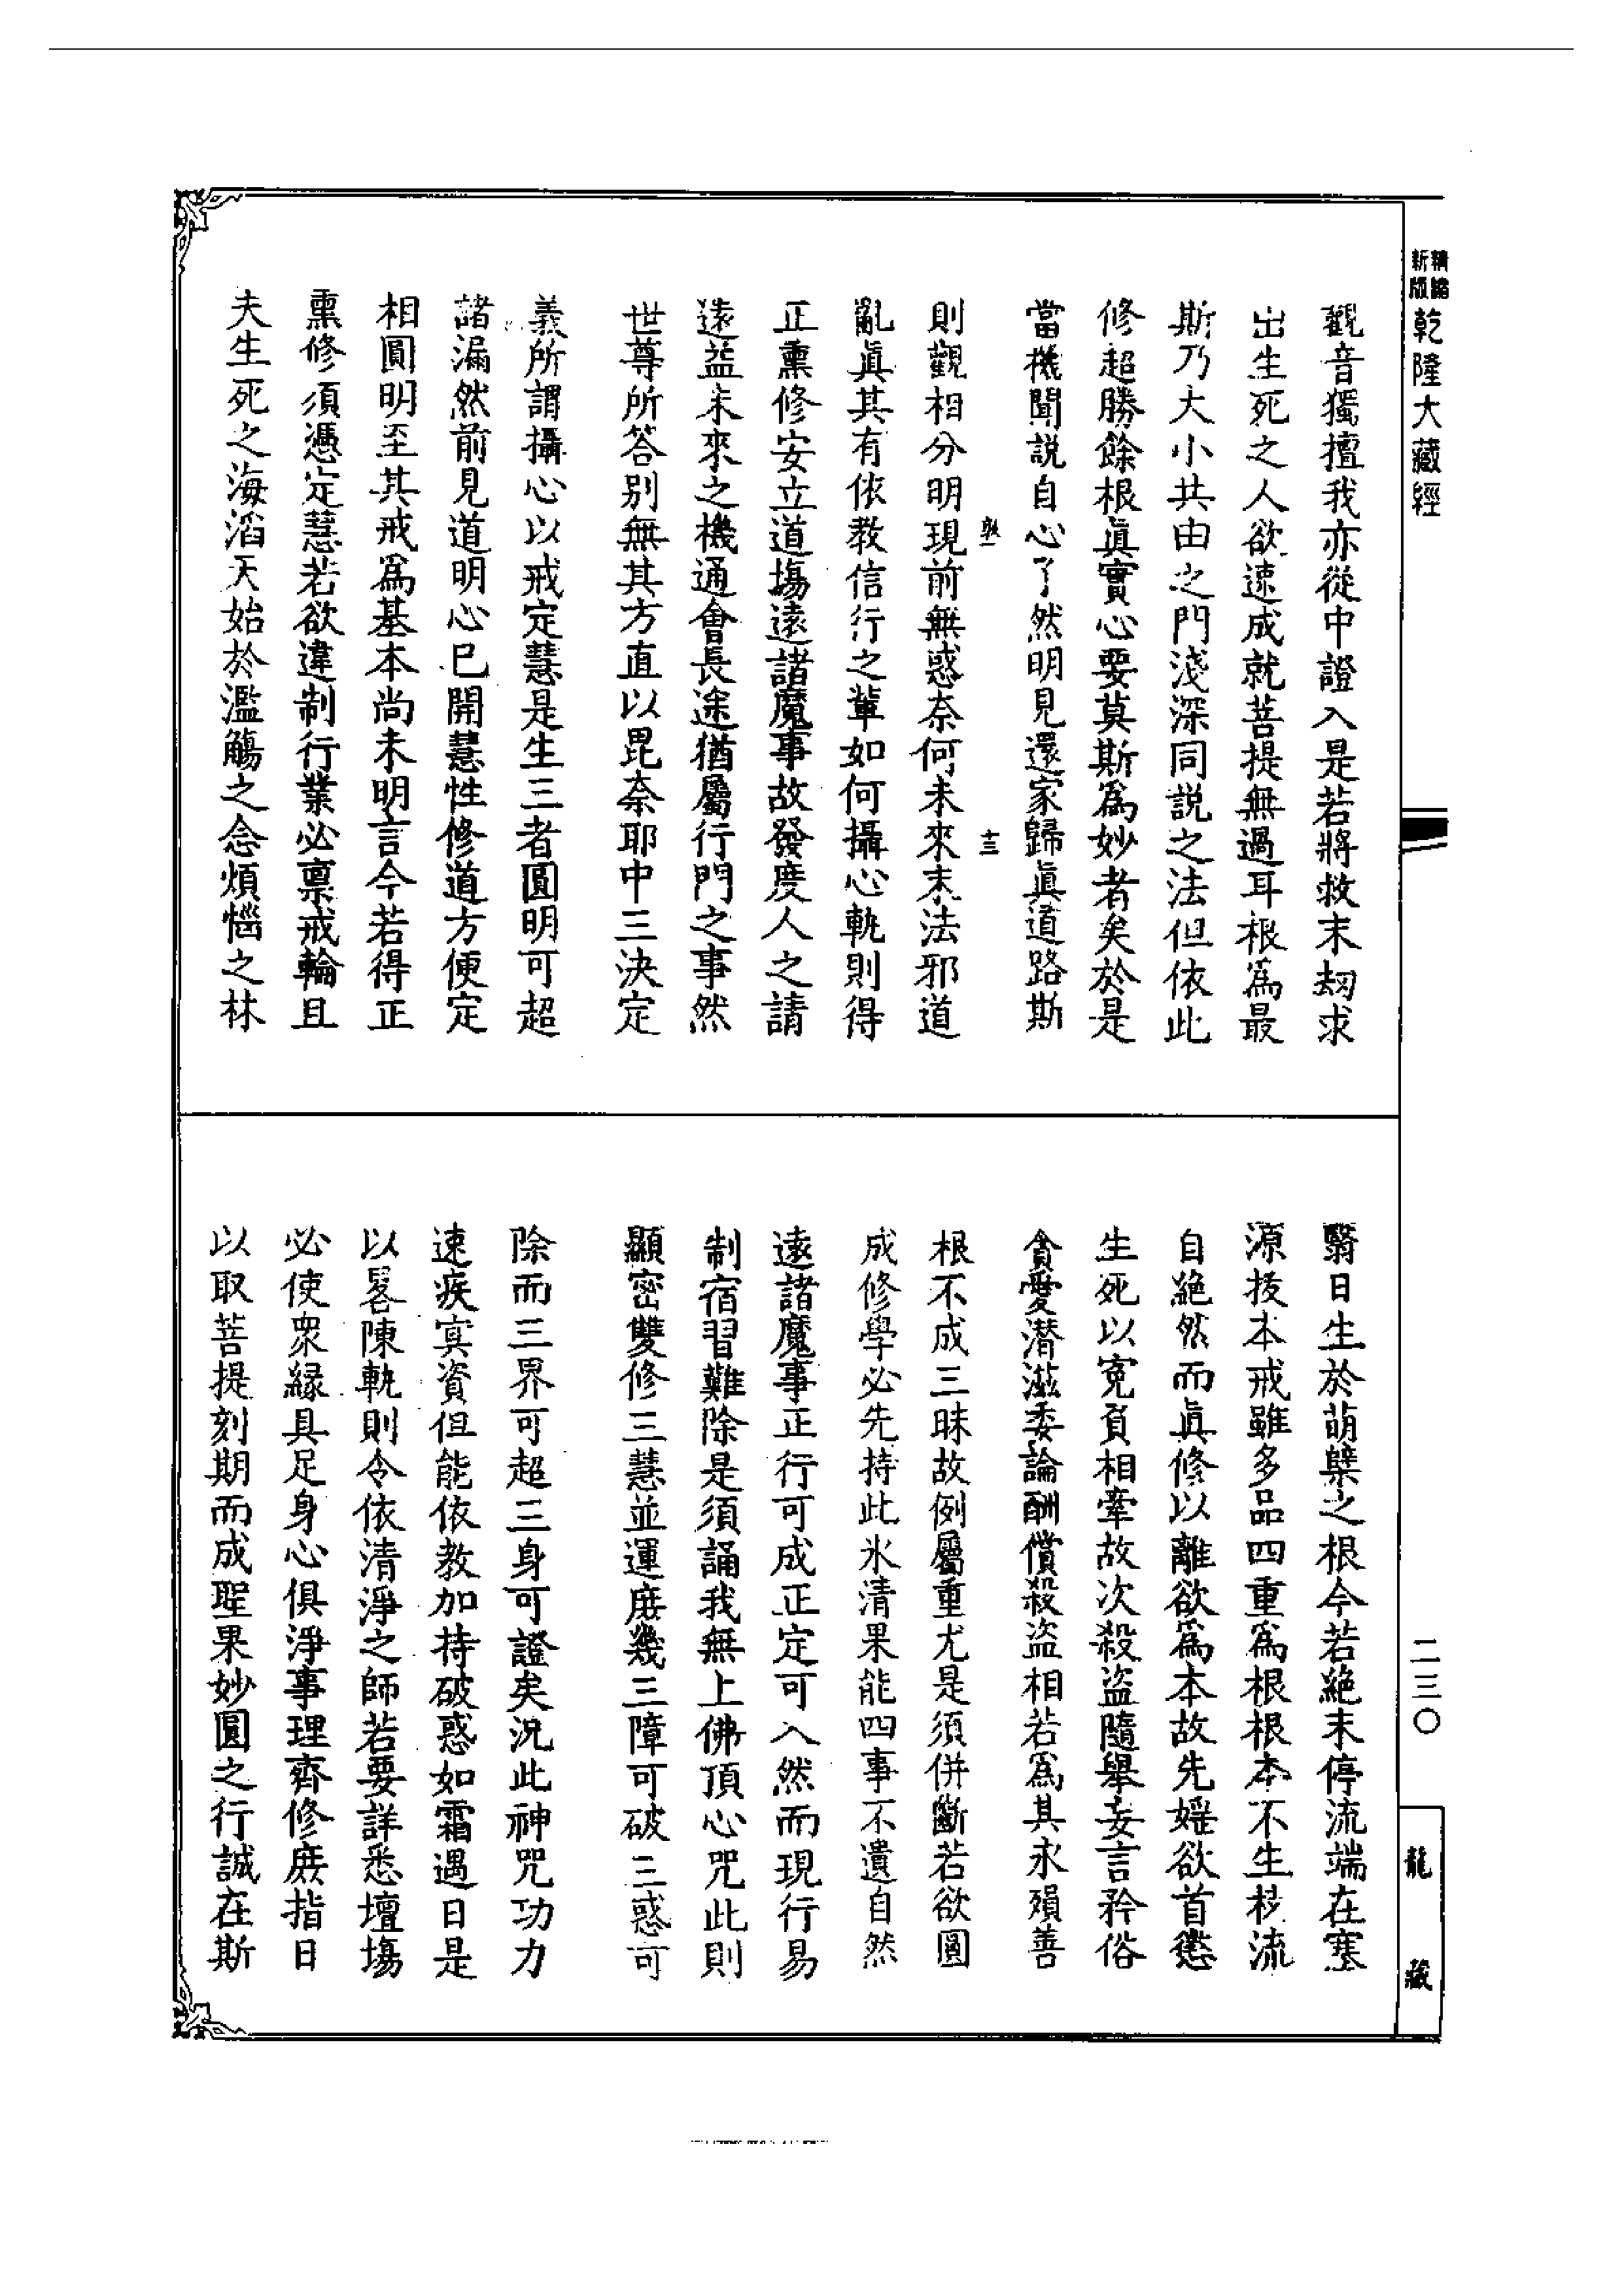 精縮新版乾隆大藏經
觀音獨擅我亦從中證入是若將救末刼求
出生死之人欲速成就菩提無過耳根爲最
斯乃大小共由之門淺深同説之法但依此
修超勝餘根眞實心要莫斯爲妙者矣於是
當機聞説自心了然明見還家歸眞道路斯
十三
則觀相分明現前無惑奈何未來末法邪道
亂眞其有依教信行之輩如何攝心軌則得
正熏修安立道塲遠諸魔事故發度人之請
遠益未來之機通會長途猶屬行門之事然
世尊所答别無其方直以毘奈耶中三決定
義所謂攝心以戒定慧是生三者圓明可超
諸漏然前見道明心已開慧性修道方便定
相圓明至其戒爲基本尚未明言今若得正
熏修須憑定慧若欲違制行業必禀戒輪且
夫生死之海滔天始於濫觴之念煩惱之林
翳日生於萌櫱之根今若絶末停流端在塞
源拔本戒雖多品四重爲根根本不生枝流
自絶然而眞修以離欲爲本故先婬欲首懲
生死以寃負相牽故次殺盜隨舉妄言矜俗
貪愛潛滋委論酬償殺盜相若爲其永殞善
根不成三昧故例屬重尤是須併斷若欲圓
成修學必先持此氷清果能四事不遺自然
遠諸魔事正行可成正定可入然而現行易
制宿習難除是須誦我無上佛頂心咒此則
顯密雙修三慧並運庶幾三障可破三惑可
除而三界可超三身可證矣況此神咒功力
速疾寘資但能依教加持破惑如霜遇日是
以畧陳軌則令依清淨之師若要詳悉壇塲
必使衆緣具足身心俱淨事理齊修庶指日
以取菩提刻期而成聖果妙圓之行誠在斯
二三〇
龍藏